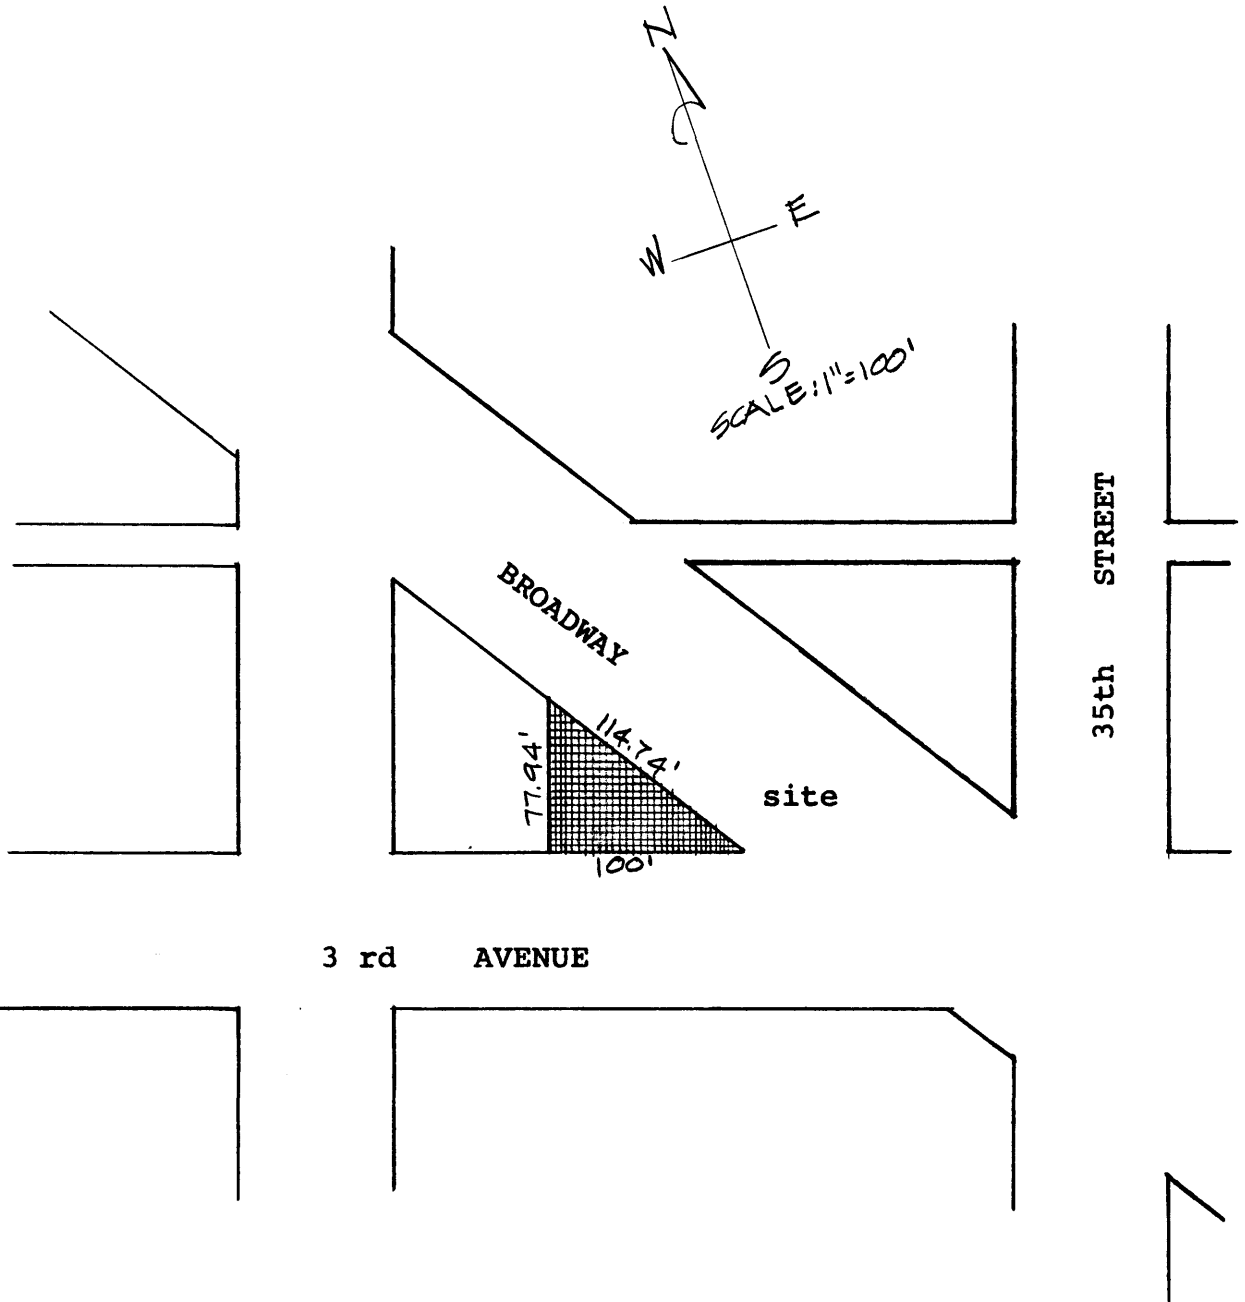 N
E
W
S
SCALE: 1"=100'
35th STREET
BROADWAY
114.74'
77.94'
site
100'
3 rd AVENUE